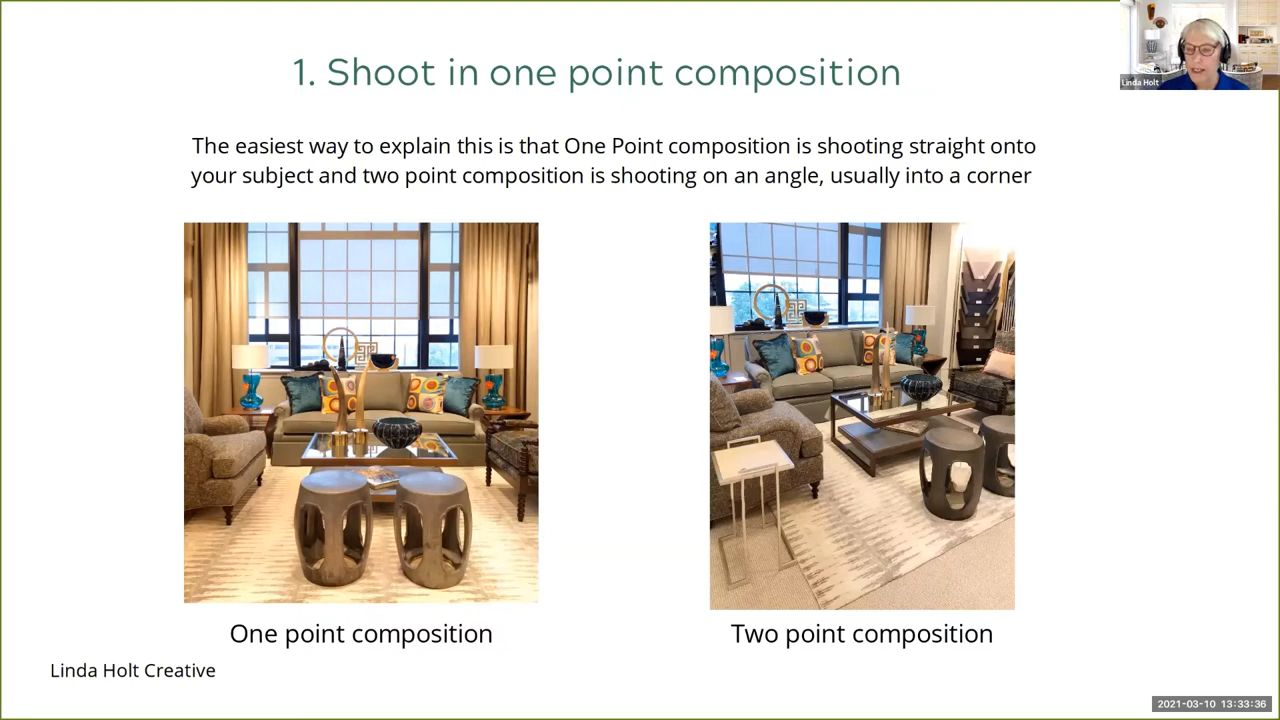 1. Shoot in one point composition
Linda Holt
The easiest way to explain this is that One Point composition is shooting straight onto
your subject and two point composition is shooting on an angle, usually into a corner
One point composition
Two point composition
Linda Holt Creative
2021-03-10 13:33:36